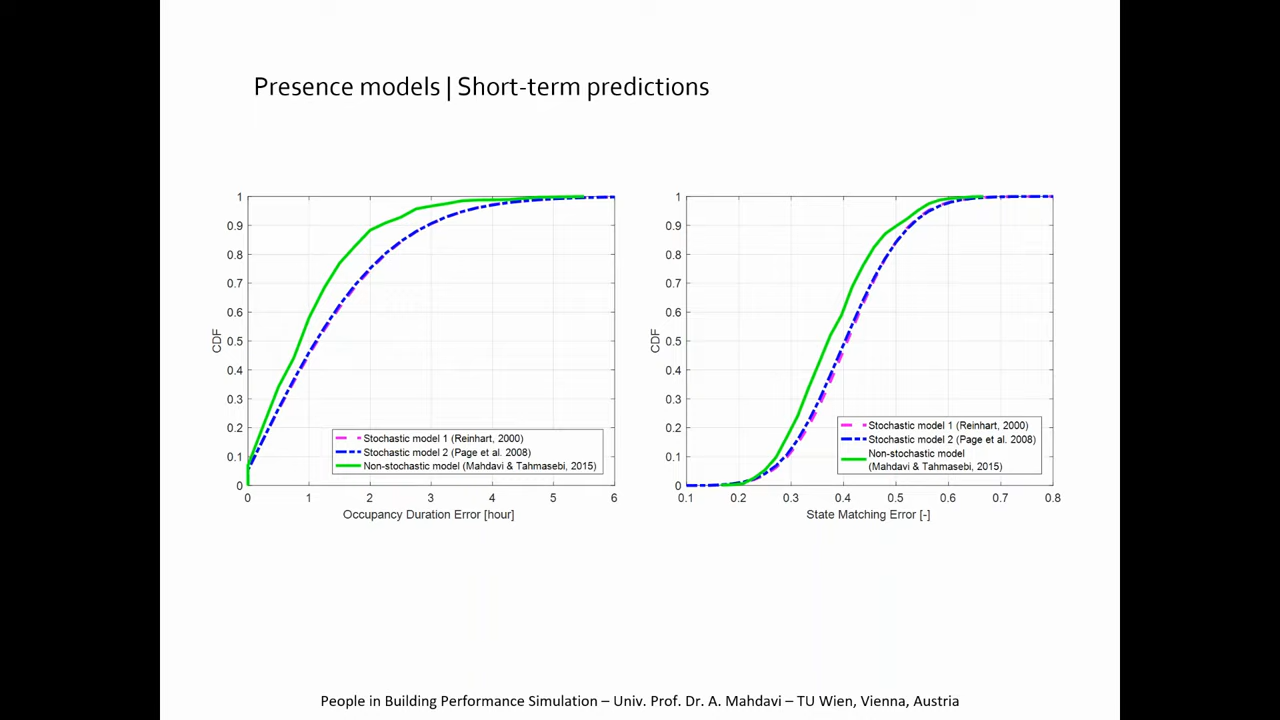 Presence models | Short-term predictions
1
0.9
0.8
0.7
0.6
0.5
0.4
0.3
0.2
0.1
0
CDF
0 1 2 3 4 5 6
Occupancy Duration Error [hour]
Stochastic model 1 (Reinhart, 2000)
Stochastic model 2 (Page et al. 2008)
Non-stochastic model (Mahdavi & Tahmasebi, 2015)
1
0.9
0.8
0.7
0.6
0.5
0.4
0.3
0.2
0.1
0
CDF
0.1 0.2 0.3 0.4 0.5 0.6 0.7 0.8
State Matching Error [-]
Stochastic model 1 (Reinhart, 2000)
Stochastic model 2 (Page et al. 2008)
Non-stochastic model
(Mahdavi & Tahmasebi, 2015)
People in Building Performance Simulation – Univ. Prof. Dr. A. Mahdavi – TU Wien, Vienna, Austria